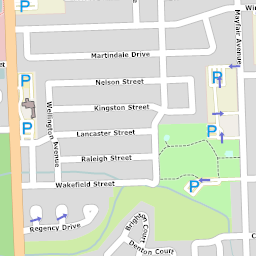 P
Win
Mayfair Avenue
Martindale Drive
P
Nelson Street
P
Kingston Street
Wellington Avenue
P
Lancaster Street
P
Raleigh Street
Wakefield Street
P
Regency Drive
Brighton Court
Denton Court